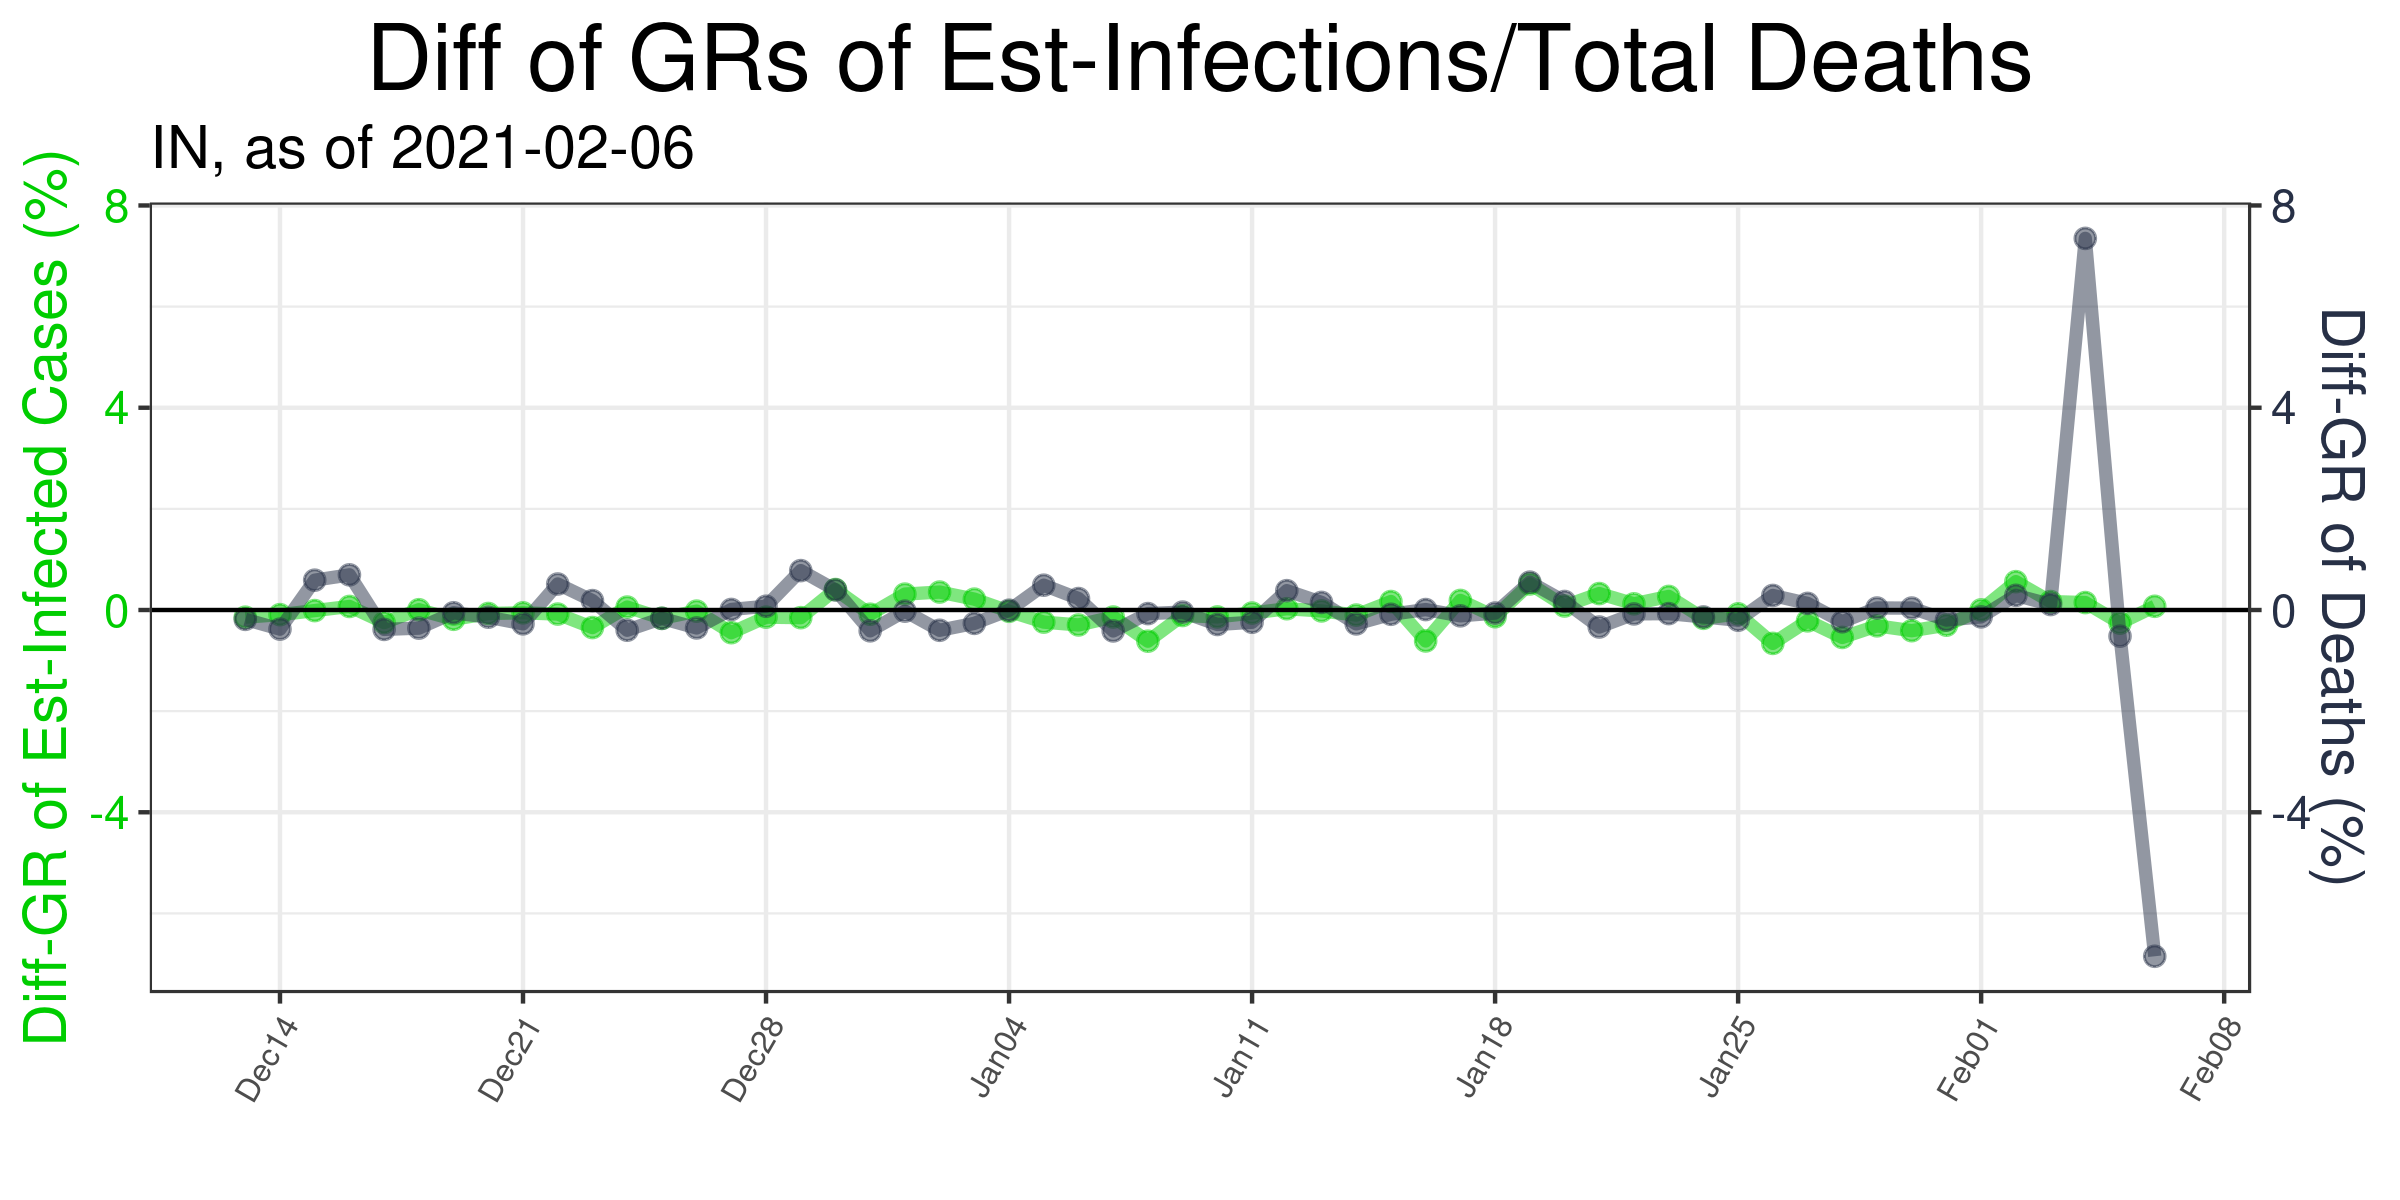 Diff of GRs of Est-Infections/Total Deaths
IN, as of 2021-02-06
Diff-GR of Est-Infected Cases (%)
8
4
0
-4
8
4
0
-4
Diff-GR of Deaths (%)
Dec14
Dec21
Dec28
Jan04
Jan11
Jan18
Jan25
Feb01
Feb08